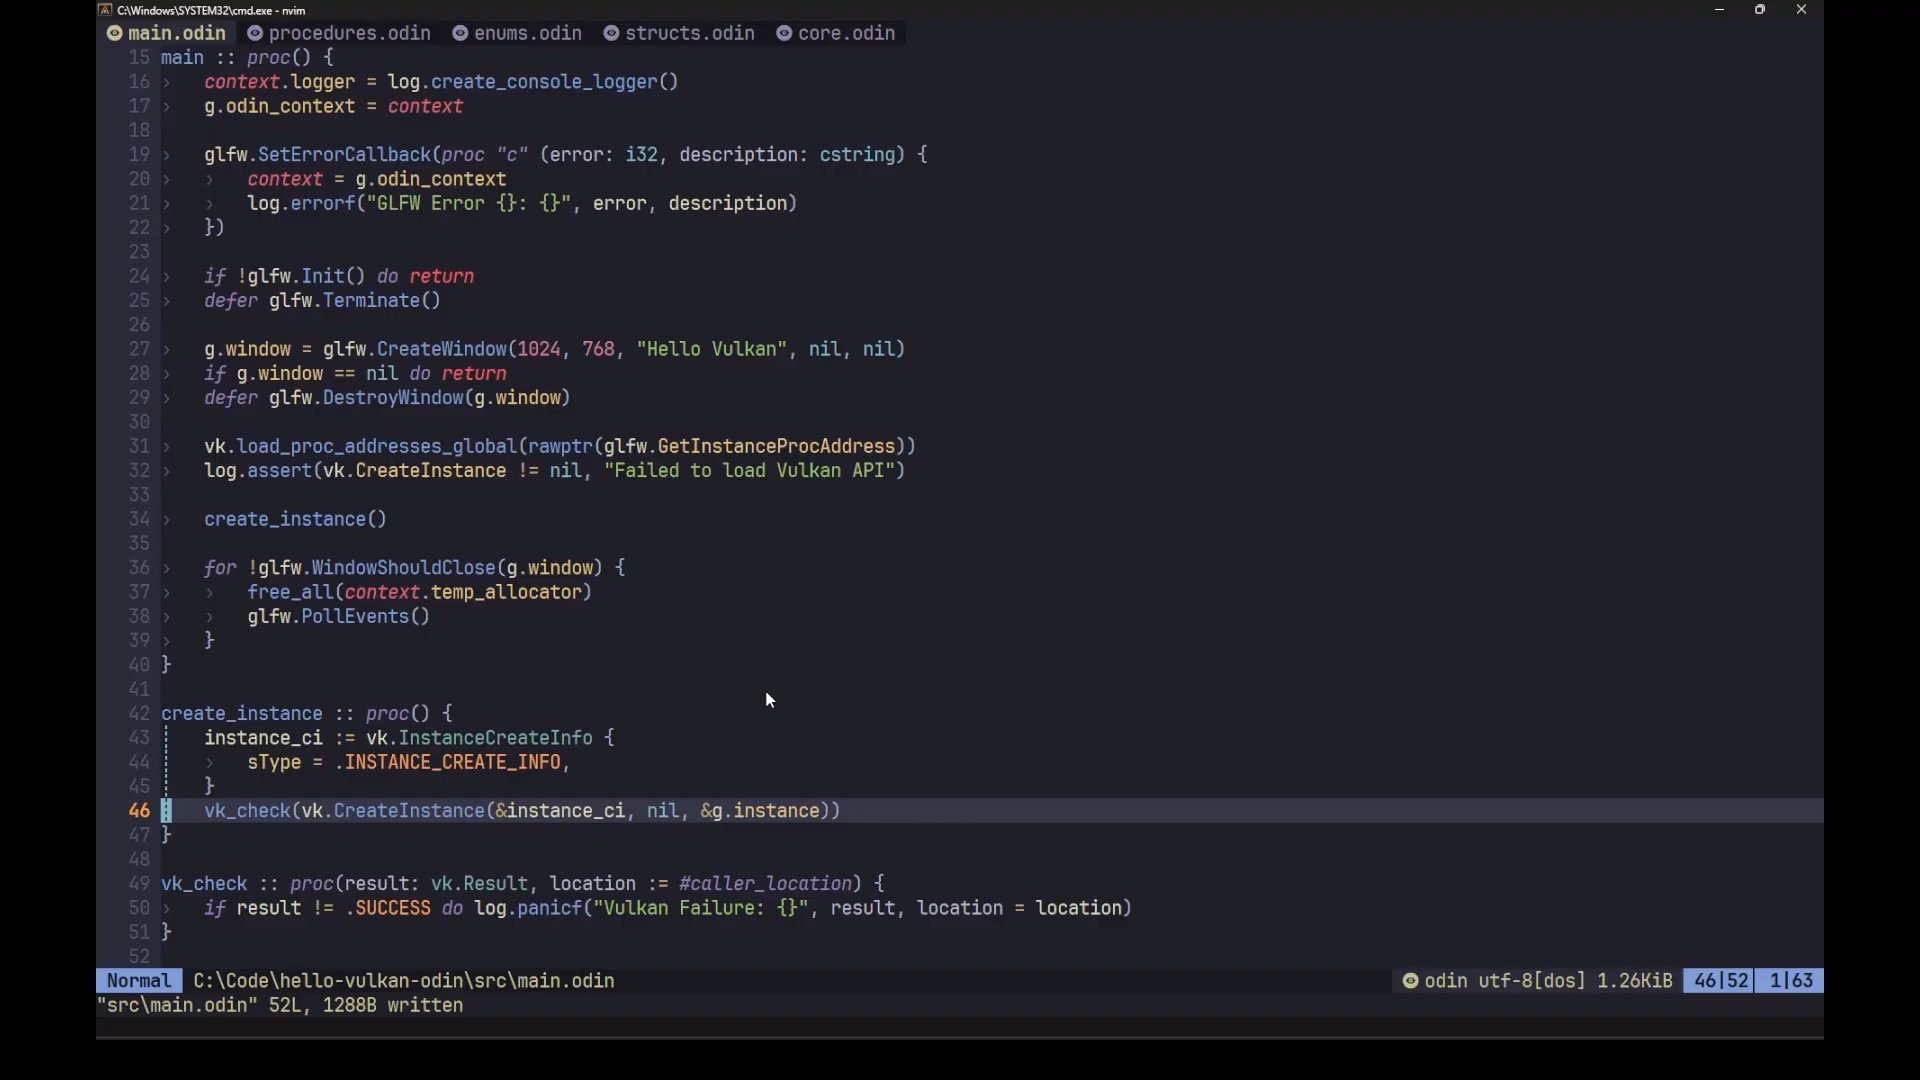 C:\Windows\SYSTEM32\cmd.exe - nvim
main.odin procedures.odin enums.odin structs.odin core.odin
15 main :: proc() {
16 › context.logger = log.create_console_logger()
17 › g.odin_context = context
18
19 › glfw.SetErrorCallback(proc "c" (error: i32, description: cstring) {
20 › › context = g.odin_context
21 › › log.errorf("GLFW Error {}: {}", error, description)
22 › })
23
24 › if !glfw.Init() do return
25 › defer glfw.Terminate()
26
27 › g.window = glfw.CreateWindow(1024, 768, "Hello Vulkan", nil, nil)
28 › if g.window == nil do return
29 › defer glfw.DestroyWindow(g.window)
30
31 › vk.load_proc_addresses_global(rawptr(glfw.GetInstanceProcAddress))
32 › log.assert(vk.CreateInstance != nil, "Failed to load Vulkan API")
33
34 › create_instance()
35
36 › for !glfw.WindowShouldClose(g.window) {
37 › › free_all(context.temp_allocator)
38 › › glfw.PollEvents()
39 › }
40 }
41
42 create_instance :: proc() {
43 instance_ci := vk.InstanceCreateInfo {
44 › sType = .INSTANCE_CREATE_INFO,
45 }
46 vk_check(vk.CreateInstance(&instance_ci, nil, &g.instance))
47 }
48
49 vk_check :: proc(result: vk.Result, location := #caller_location) {
50 › if result != .SUCCESS do log.panicf("Vulkan Failure: {}", result, location = location)
51 }
52
Normal C:\Code\hello-vulkan-odin\src\main.odin odin utf-8[dos] 1.26KiB 46|52 1|63
"src\main.odin" 52L, 1288B written